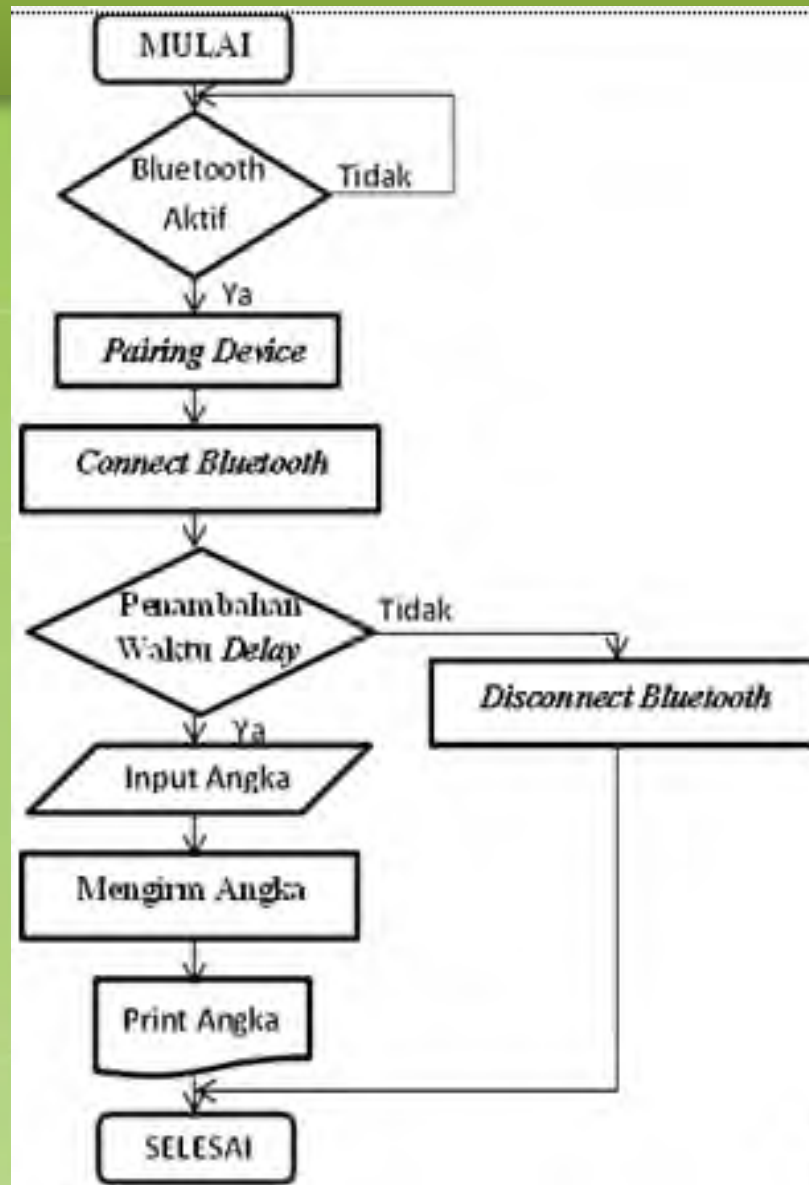 MULAI
Bluetooth
Aktif
Tidak
Ya
Pairing Device
Connect Bluetooth
Penambahan
Waktu Delay
Tidak
Disconnect Bluetooth
Ya
Input Angka
Mengirm Angka
Print Angka
SELESAI